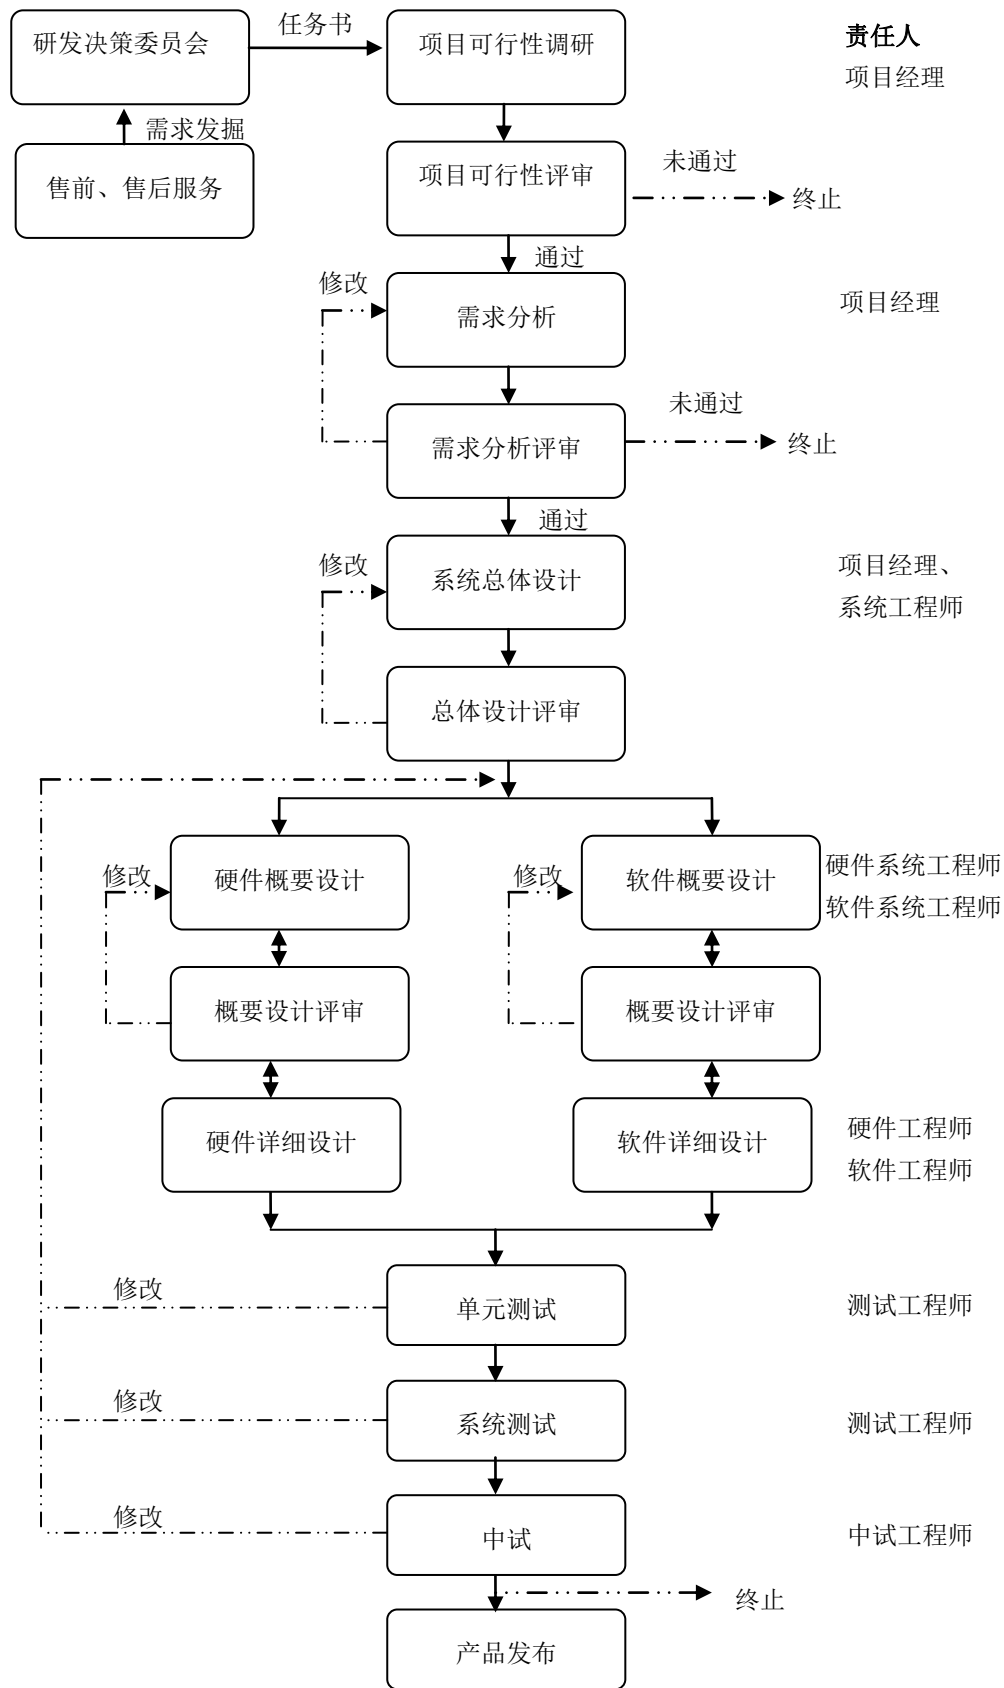 研发决策委员会
任务书
项目可行性调研
责任人
项目经理
需求发掘
售前、售后服务
项目可行性评审
未通过
终止
通过
修改
需求分析
项目经理
需求分析评审
未通过
终止
通过
修改
系统总体设计
项目经理、
系统工程师
总体设计评审
修改
硬件概要设计
修改
软件概要设计
硬件系统工程师
软件系统工程师
概要设计评审
概要设计评审
硬件详细设计
软件详细设计
硬件工程师
软件工程师
修改
单元测试
测试工程师
修改
系统测试
测试工程师
修改
中试
中试工程师
终止
产品发布